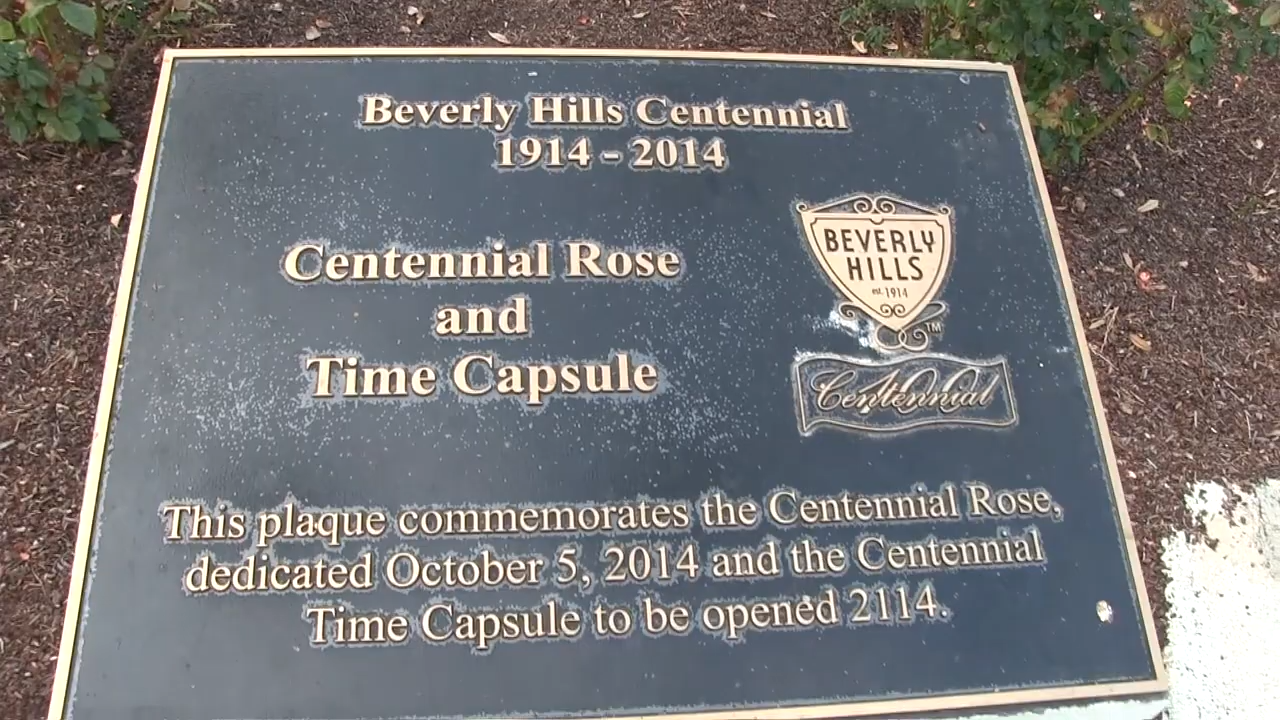 Beverly Hills Centennial
1914 - 2014
Centennial Rose
and
Time Capsule
BEVERLY
HILLS
est. 1914
TM
Centennial
This plaque commemorates the Centennial Rose,
dedicated October 5, 2014 and the Centennial
Time Capsule to be opened 2114.